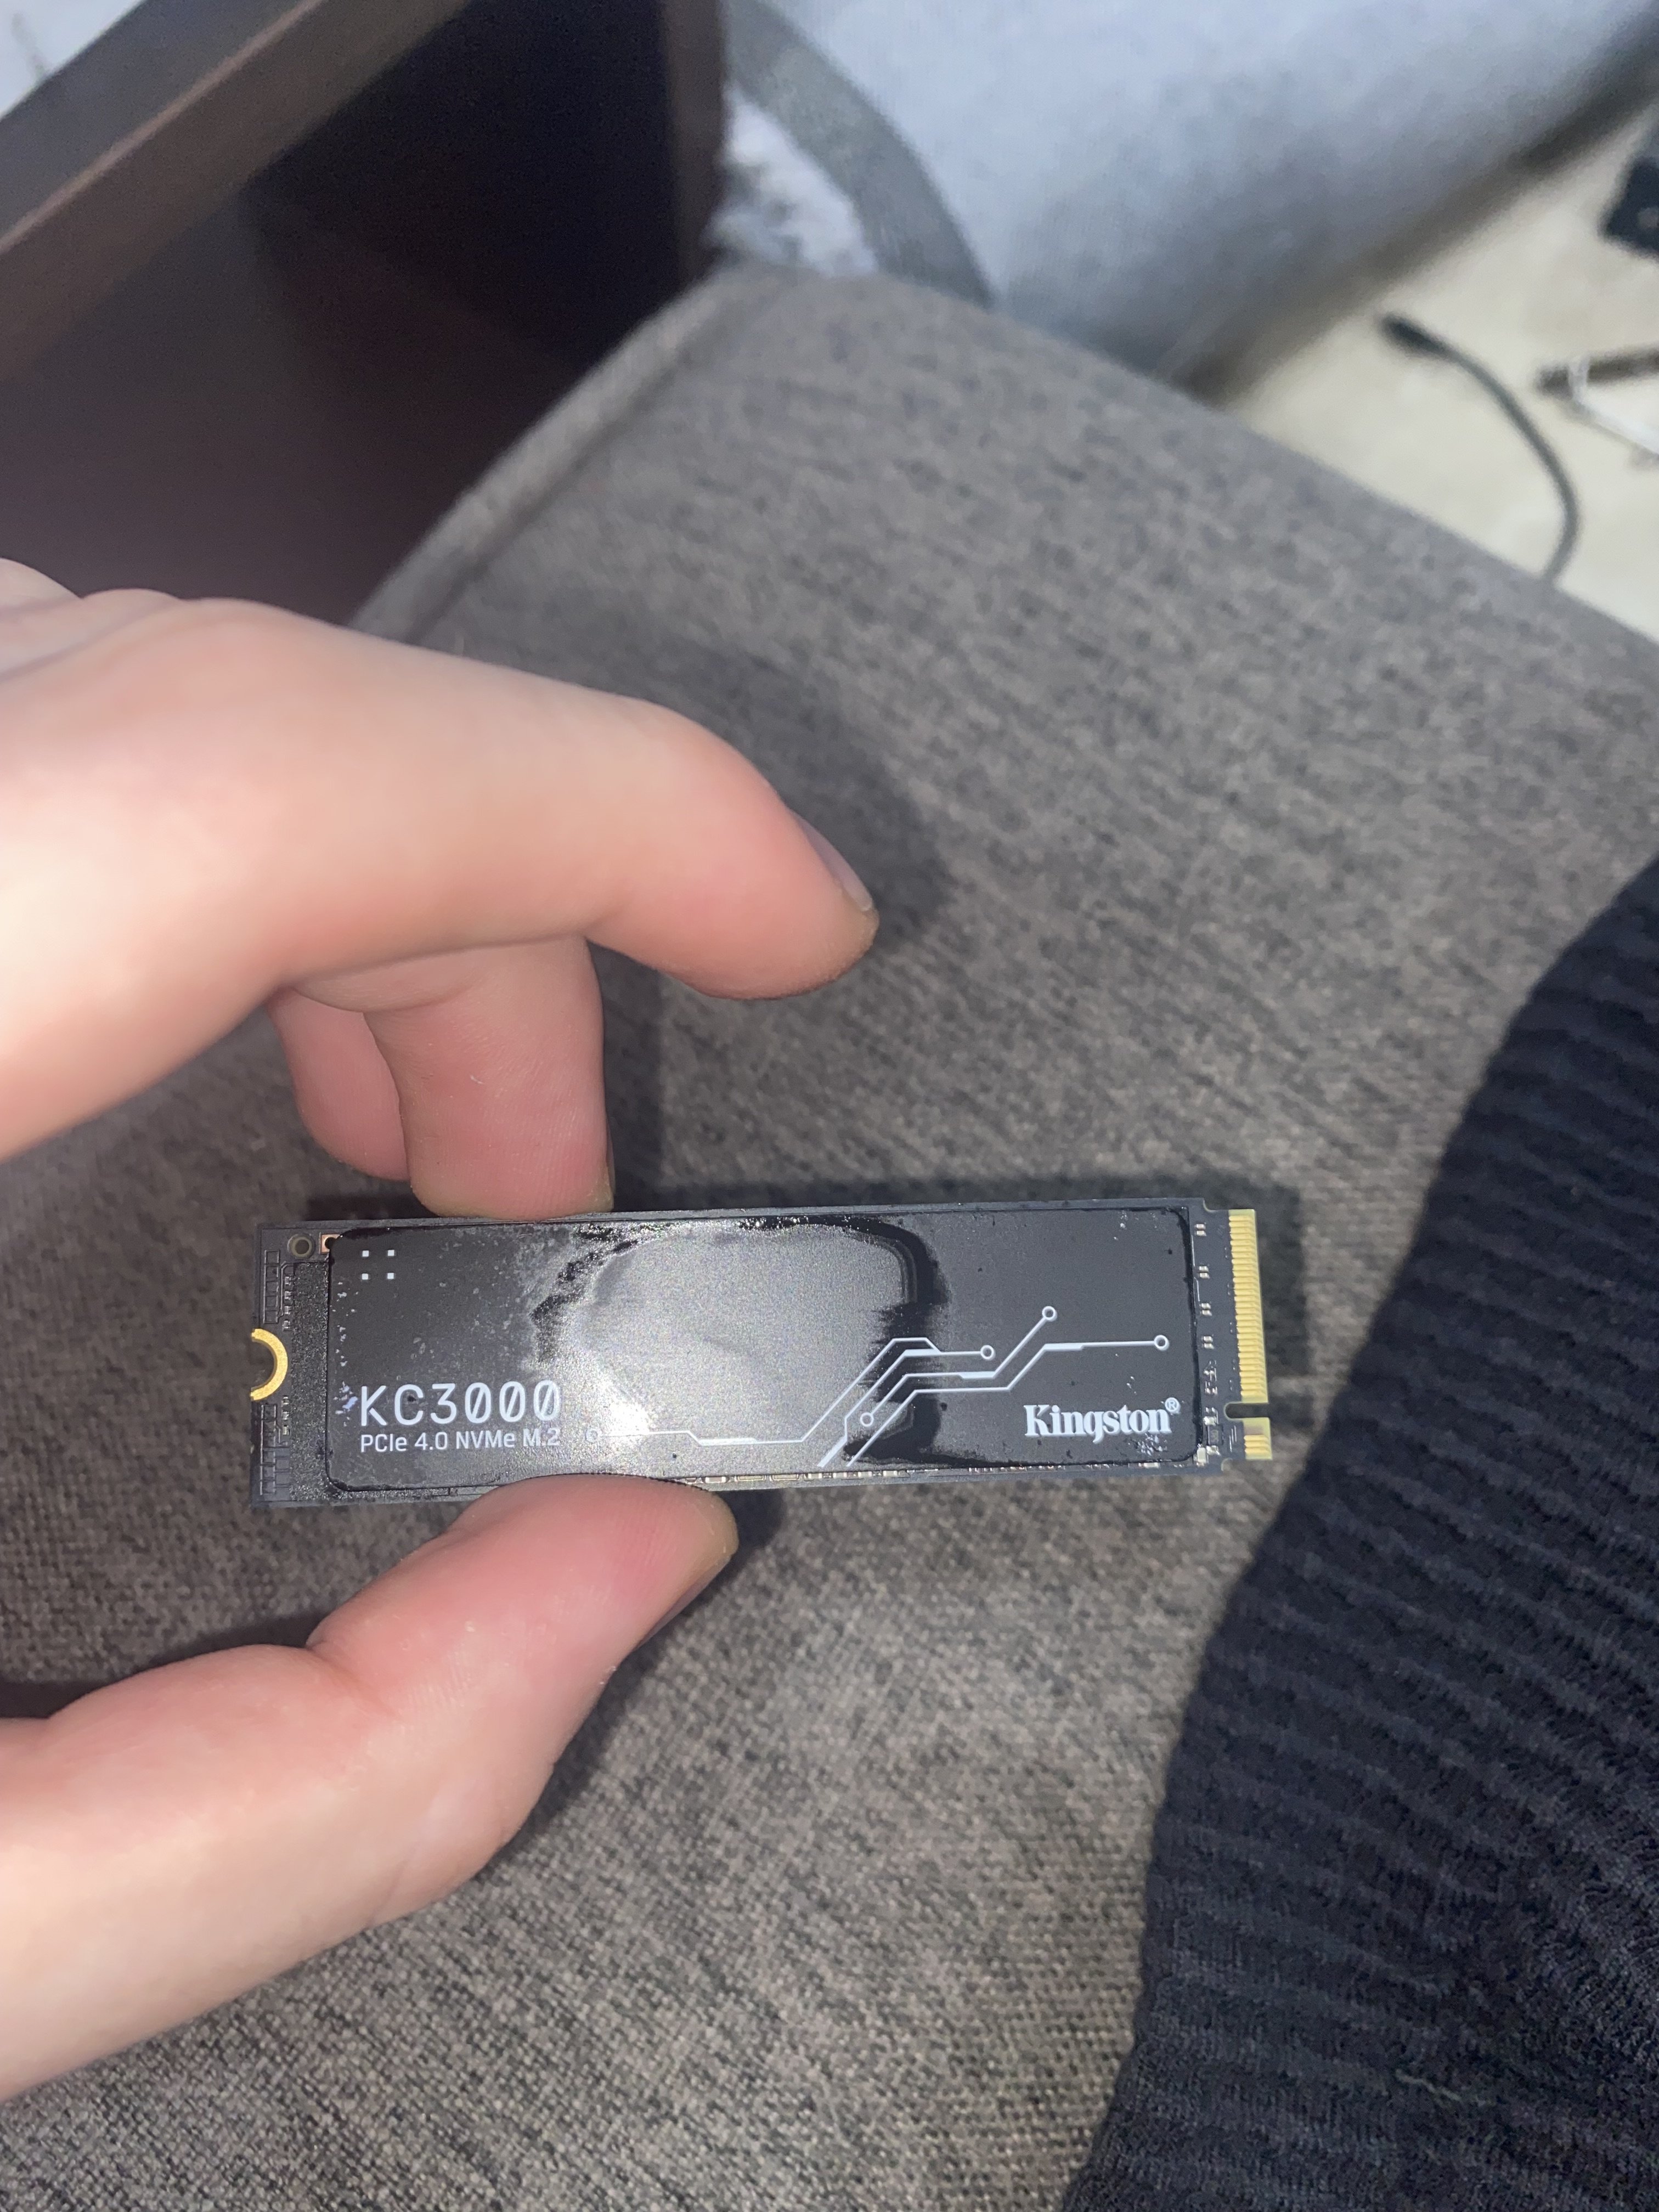 KC3000
PCIe 4.0 NVMe M.2
Kingston®